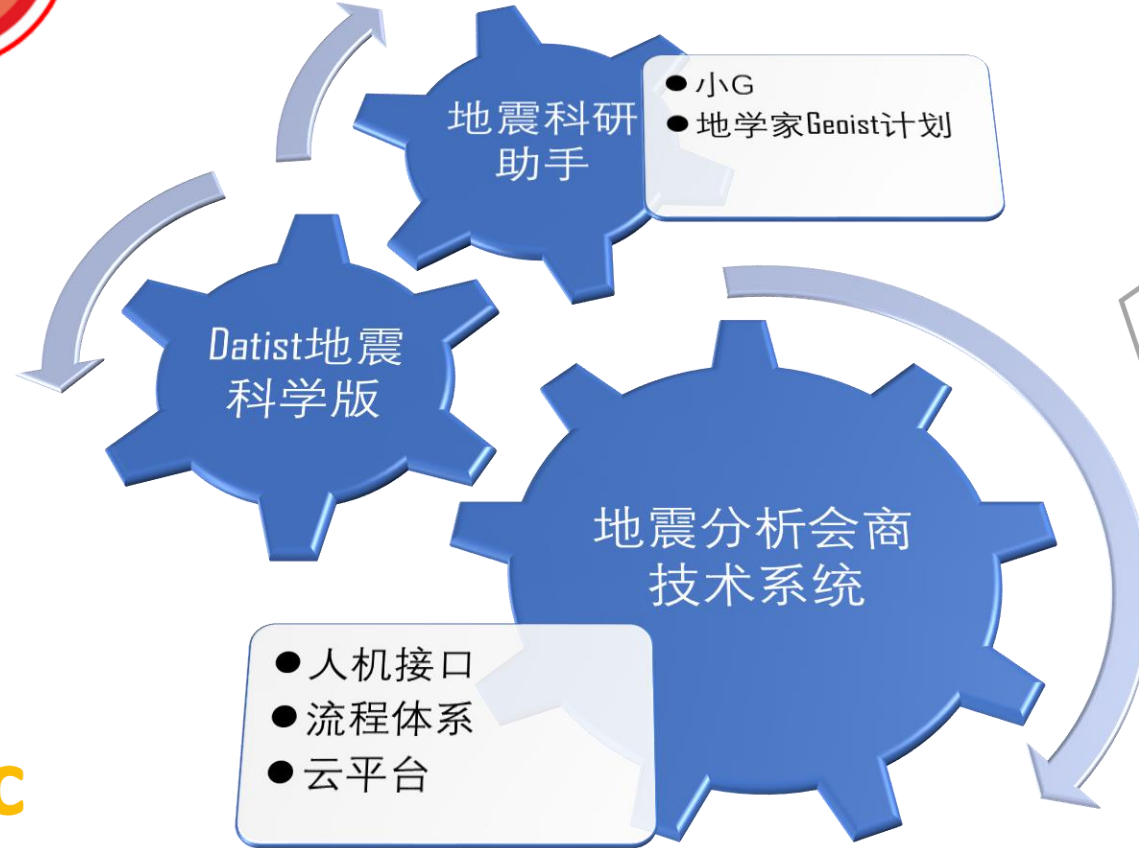 地震科研
助手
● 小G
● 地学家Geoist计划
Datist地震
科学版
地震分析会商
技术系统
● 人机接口
● 流程体系
● 云平台
C